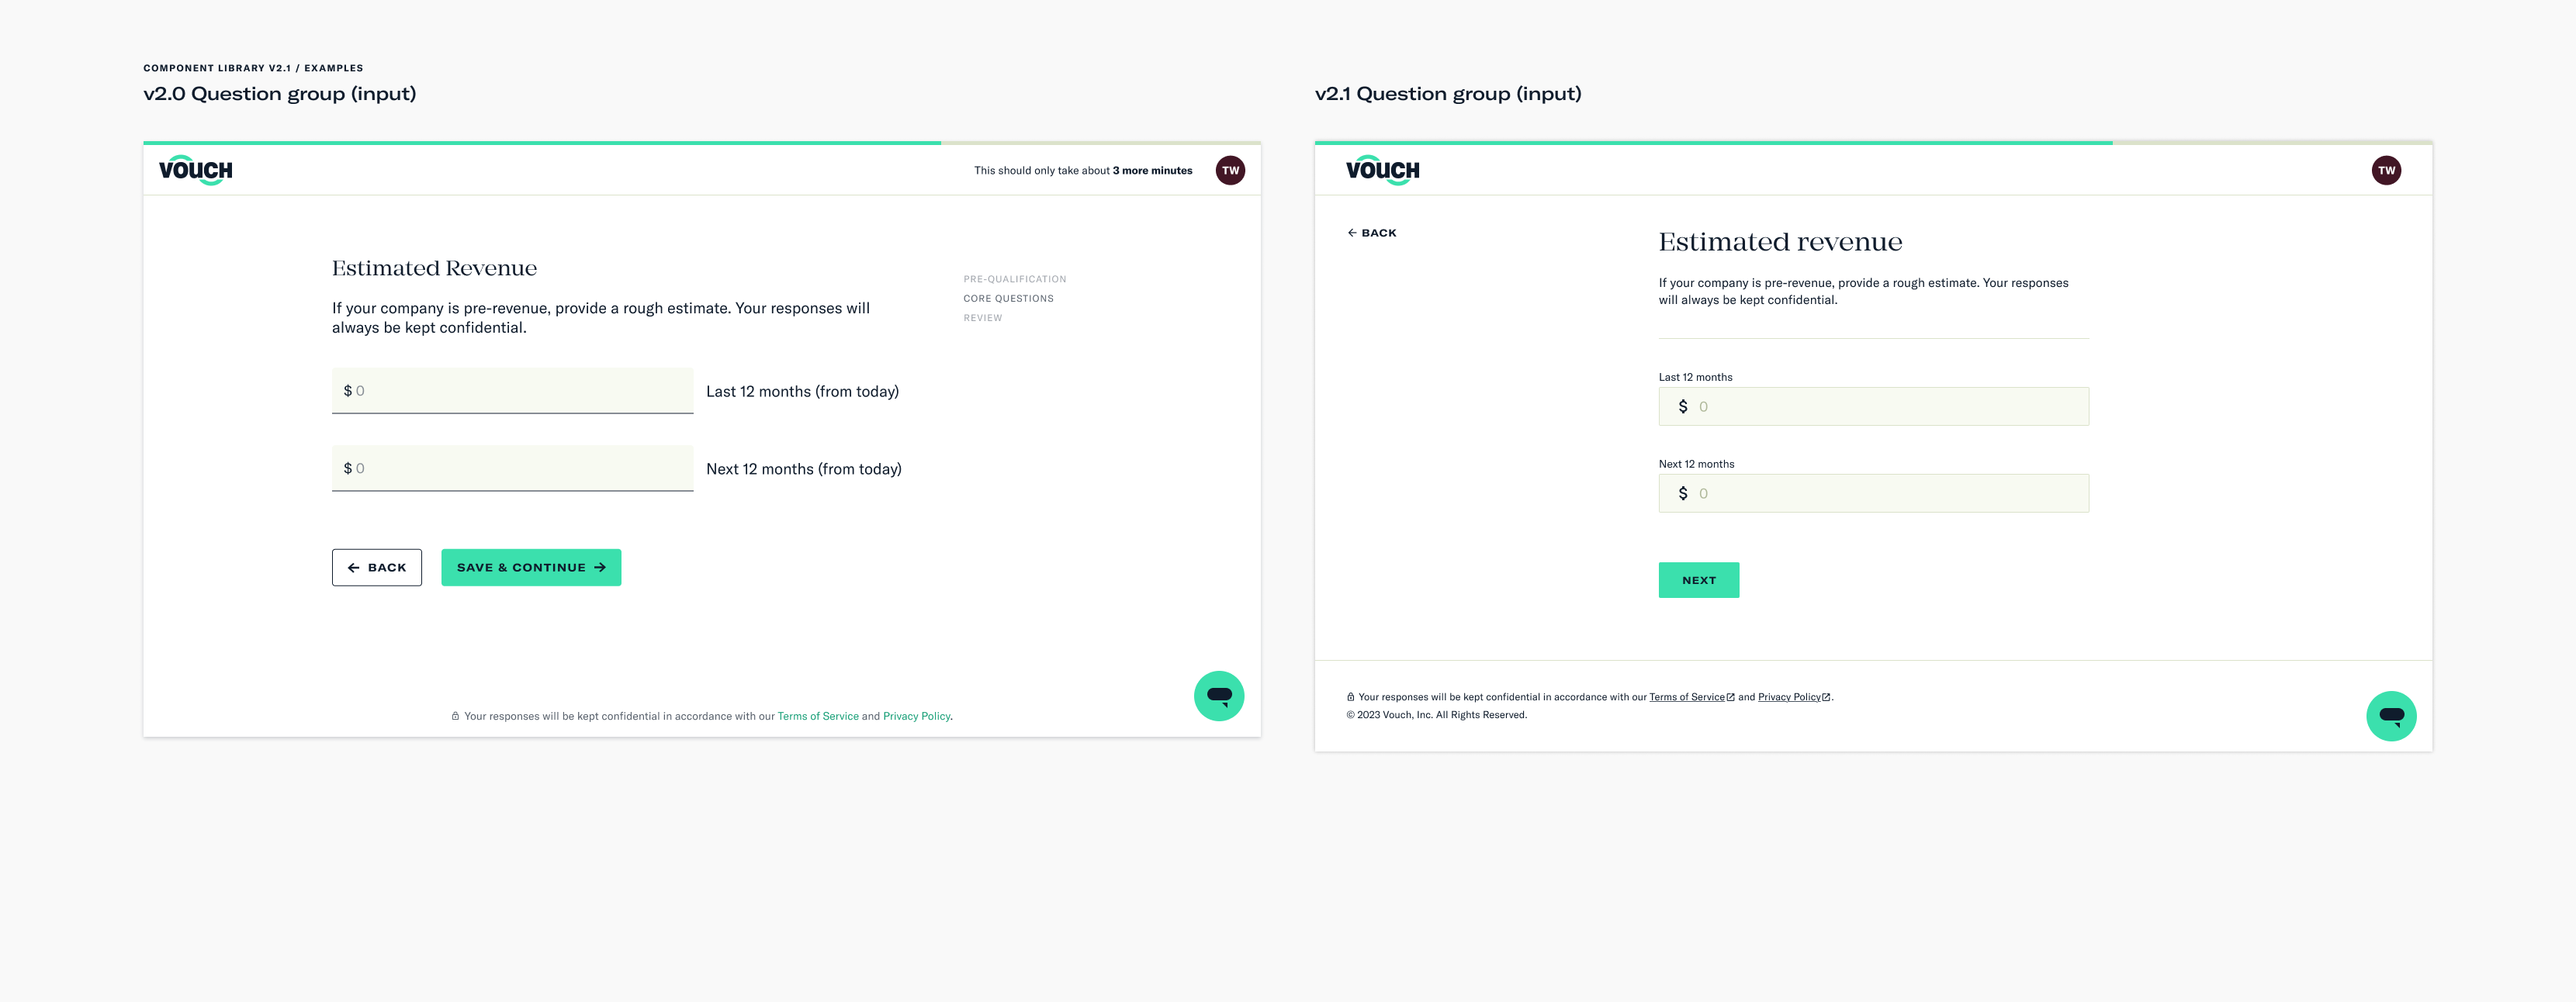 COMPONENT LIBRARY V2.1 / EXAMPLES
v2.0 Question group (input)
VOUCH
This should only take about 3 more minutes
TW
Estimated Revenue
If your company is pre-revenue, provide a rough estimate. Your responses will
always be kept confidential.
PRE-QUALIFICATION
CORE QUESTIONS
REVIEW
$ 0
Last 12 months (from today)
$ 0
Next 12 months (from today)
← BACK
SAVE & CONTINUE →
Your responses will be kept confidential in accordance with our Terms of Service and Privacy Policy.
v2.1 Question group (input)
VOUCH
TW
← BACK
Estimated revenue
If your company is pre-revenue, provide a rough estimate. Your responses
will always be kept confidential.
Last 12 months
$ 0
Next 12 months
$ 0
NEXT
Your responses will be kept confidential in accordance with our Terms of Service and Privacy Policy.
© 2023 Vouch, Inc. All Rights Reserved.